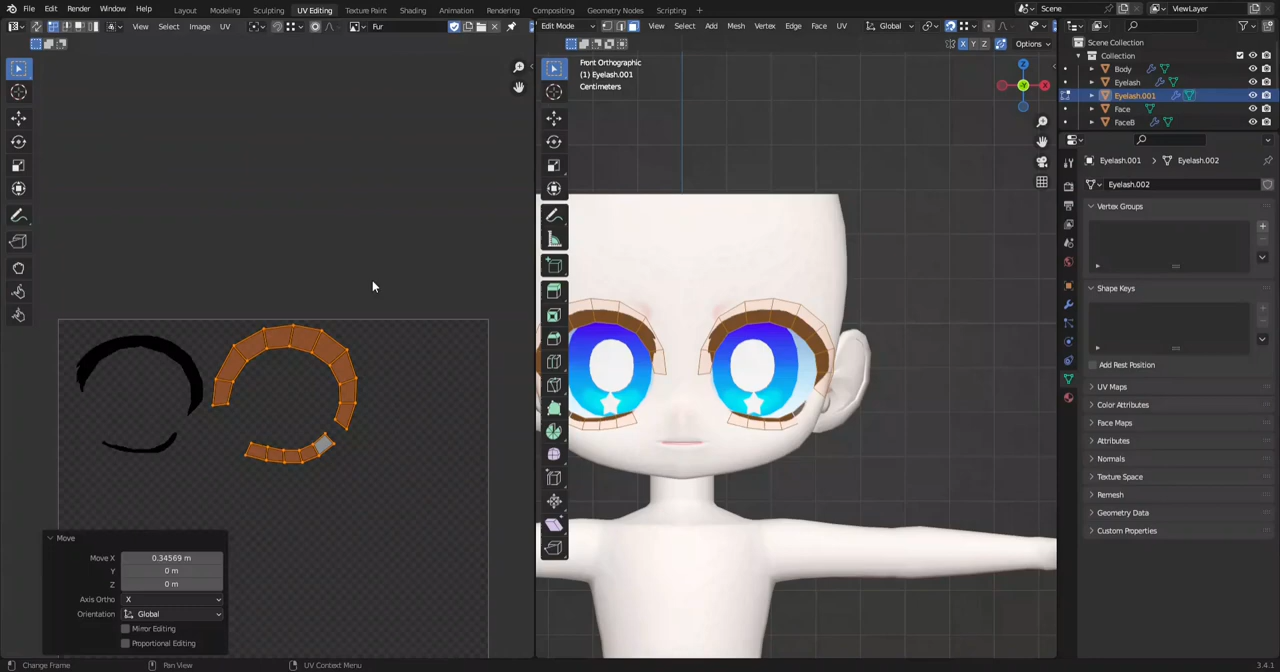 File Edit Render Window Help Layout Modeling Sculpting UV Editing Texture Paint Shading Animation Rendering Compositing Geometry Nodes Scripting Scene ViewLayer
View Select Image UV Fur
Edit Mode View Select Add Mesh Vertex Edge Face UV Global
X Y Z Options
Front Orthographic
(1) Eyelash.001
Centimeters
Z
Y
X
Scene Collection
Collection
Body
Eyelash
Eyelash.001
Face
FaceB
Eyelash.001 > Eyelash.002
Eyelash.002
Vertex Groups
Shape Keys
Add Rest Position
UV Maps
Color Attributes
Face Maps
Attributes
Normals
Texture Space
Remesh
Geometry Data
Custom Properties
Move
Move X 0.34569 m
Y 0 m
Z 0 m
Axis Ortho X
Orientation Global
Mirror Editing
Proportional Editing
Change Frame Pan View UV Context Menu 3.4.1